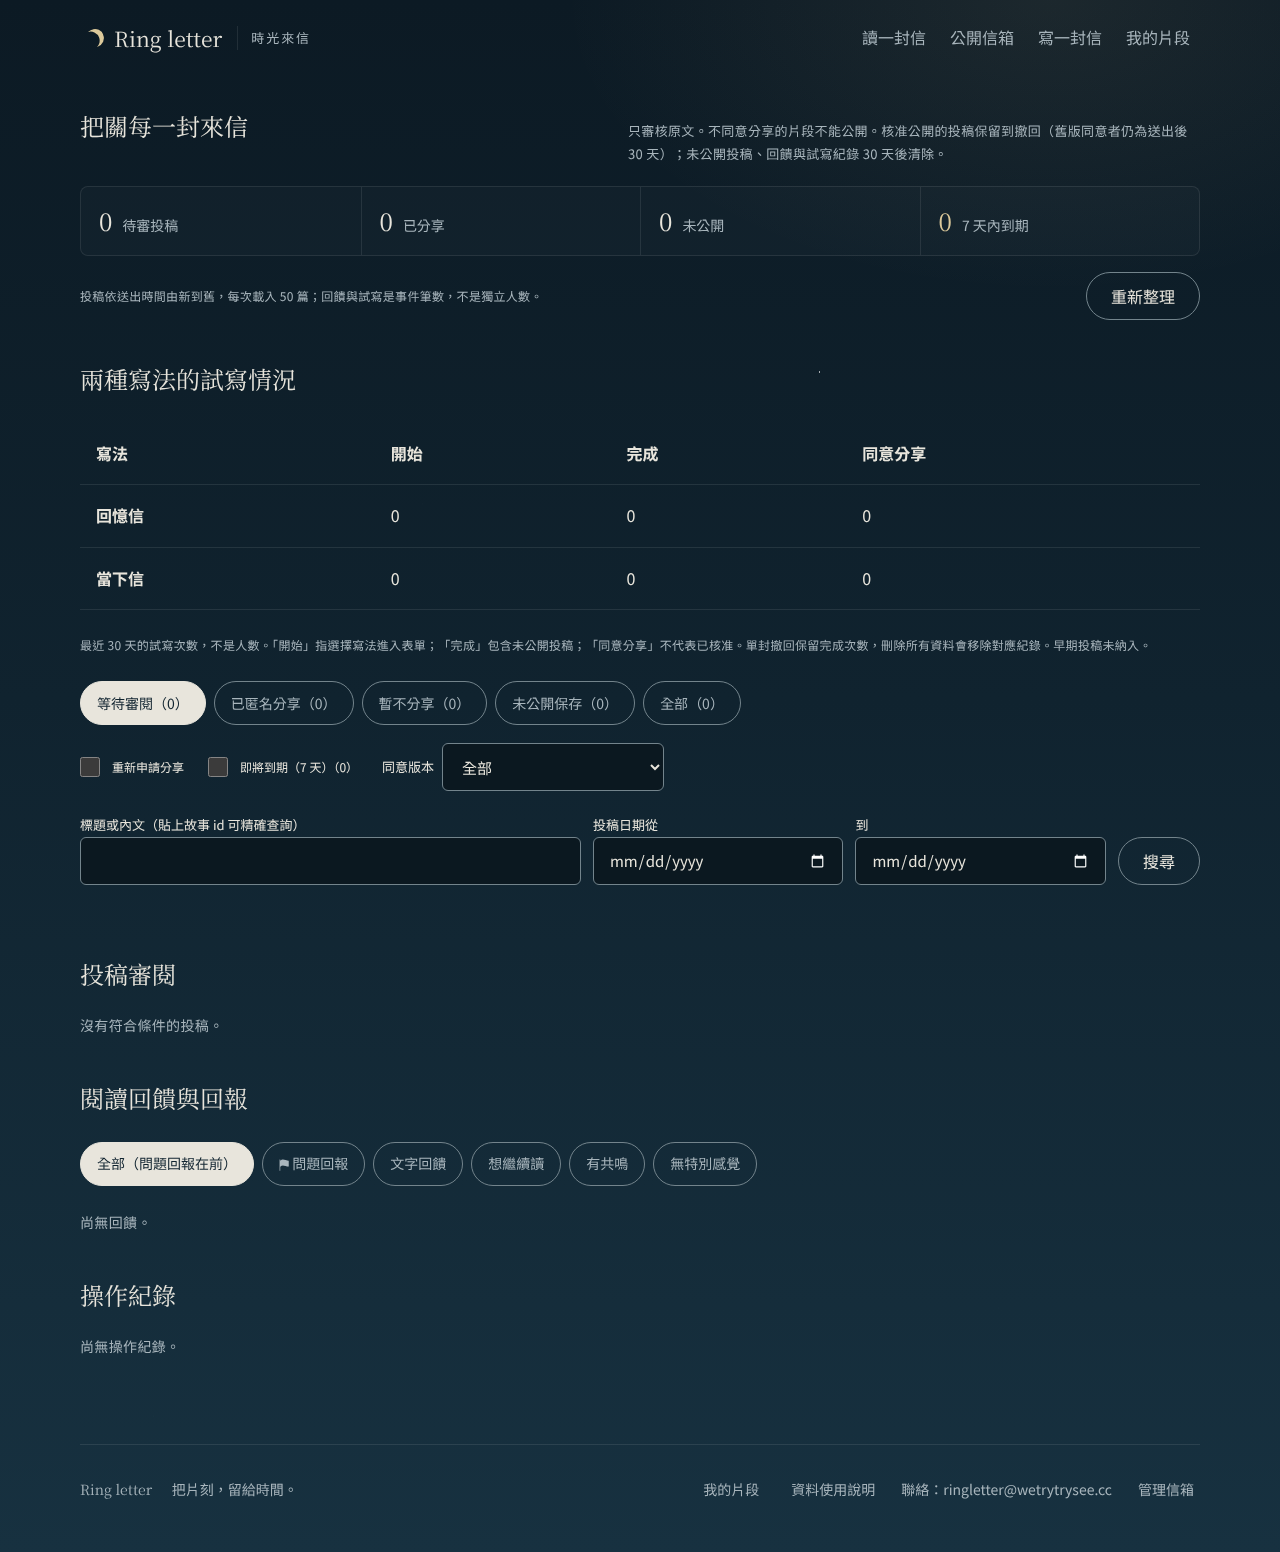 Ring letter 時光來信
讀一封信 公開信箱 寫一封信 我的片段
把關每一封來信
只審核原文。不同意分享的片段不能公開。核准公開的投稿保留到撤回（舊版同意者仍為送出後
30 天）；未公開投稿、回饋與試寫紀錄 30 天後清除。
0 待審投稿
0 已分享
0 未公開
0 7 天內到期
投稿依送出時間由新到舊，每次載入 50 篇；回饋與試寫是事件筆數，不是獨立人數。
重新整理
兩種寫法的試寫情況
寫法 開始 完成 同意分享
回憶信 0 0 0
當下信 0 0 0
最近 30 天的試寫次數，不是人數。「開始」指選擇寫法進入表單；「完成」包含未公開投稿；「同意分享」不代表已核准。單封撤回保留完成次數，刪除所有資料會移除對應紀錄。早期投稿未納入。
等待審閱（0） 已匿名分享（0） 暫不分享（0） 未公開保存（0） 全部（0）
重新申請分享 即將到期（7 天）（0） 同意版本 全部
標題或內文（貼上故事 id 可精確查詢） 投稿日期從 到
mm/dd/yyyy mm/dd/yyyy 搜尋
投稿審閱
沒有符合條件的投稿。
閱讀回饋與回報
全部（問題回報在前） 問題回報 文字回饋 想繼續讀 有共鳴 無特別感覺
尚無回饋。
操作紀錄
尚無操作紀錄。
Ring letter 把片刻，留給時間。
我的片段 資料使用說明 聯絡：ringletter@wetrytrysee.cc 管理信箱